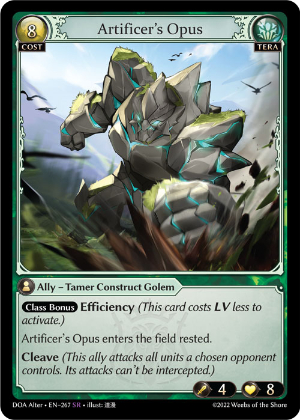 8
Artificer's Opus
COST
TERA
Ally – Tamer Construct Golem
Class Bonus Efficiency (This card costs LV less to
activate.)
Artificer's Opus enters the field rested.
Cleave (This ally attacks all units a chosen opponent
controls. Its attacks can't be intercepted.)
4
8
DOA Alter • EN-267 SR • illust:
©2022 Weebs of the Shore